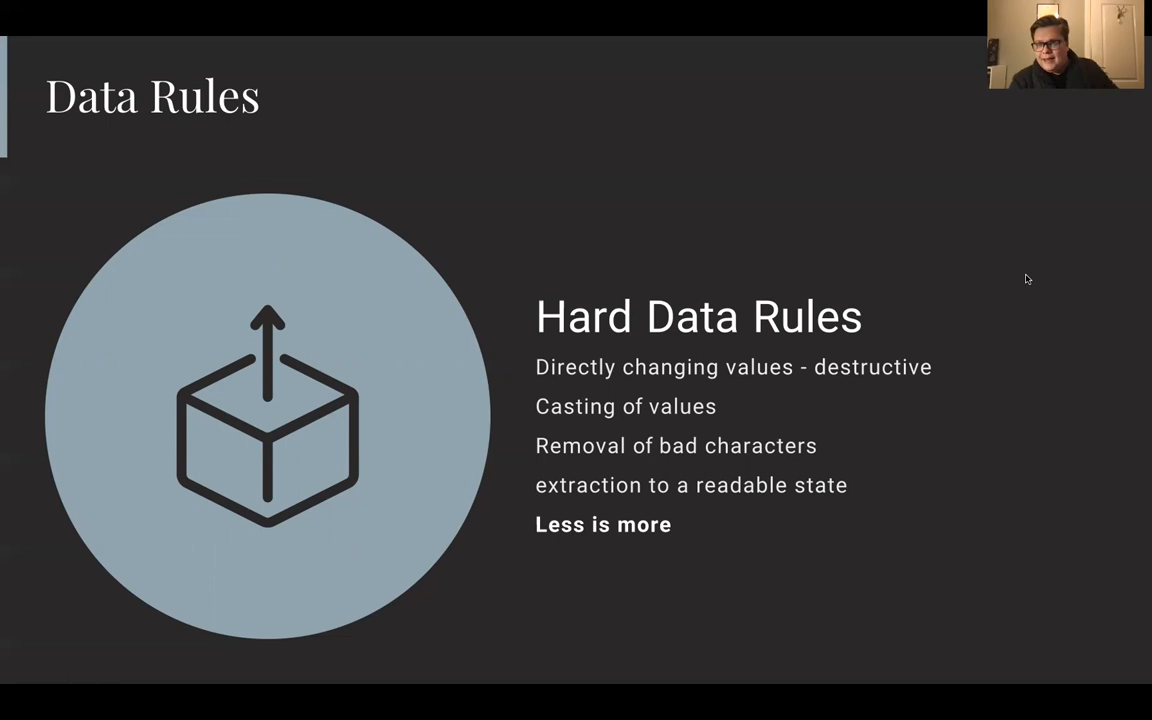 Data Rules
Hard Data Rules
Directly changing values - destructive
Casting of values
Removal of bad characters
extraction to a readable state
Less is more